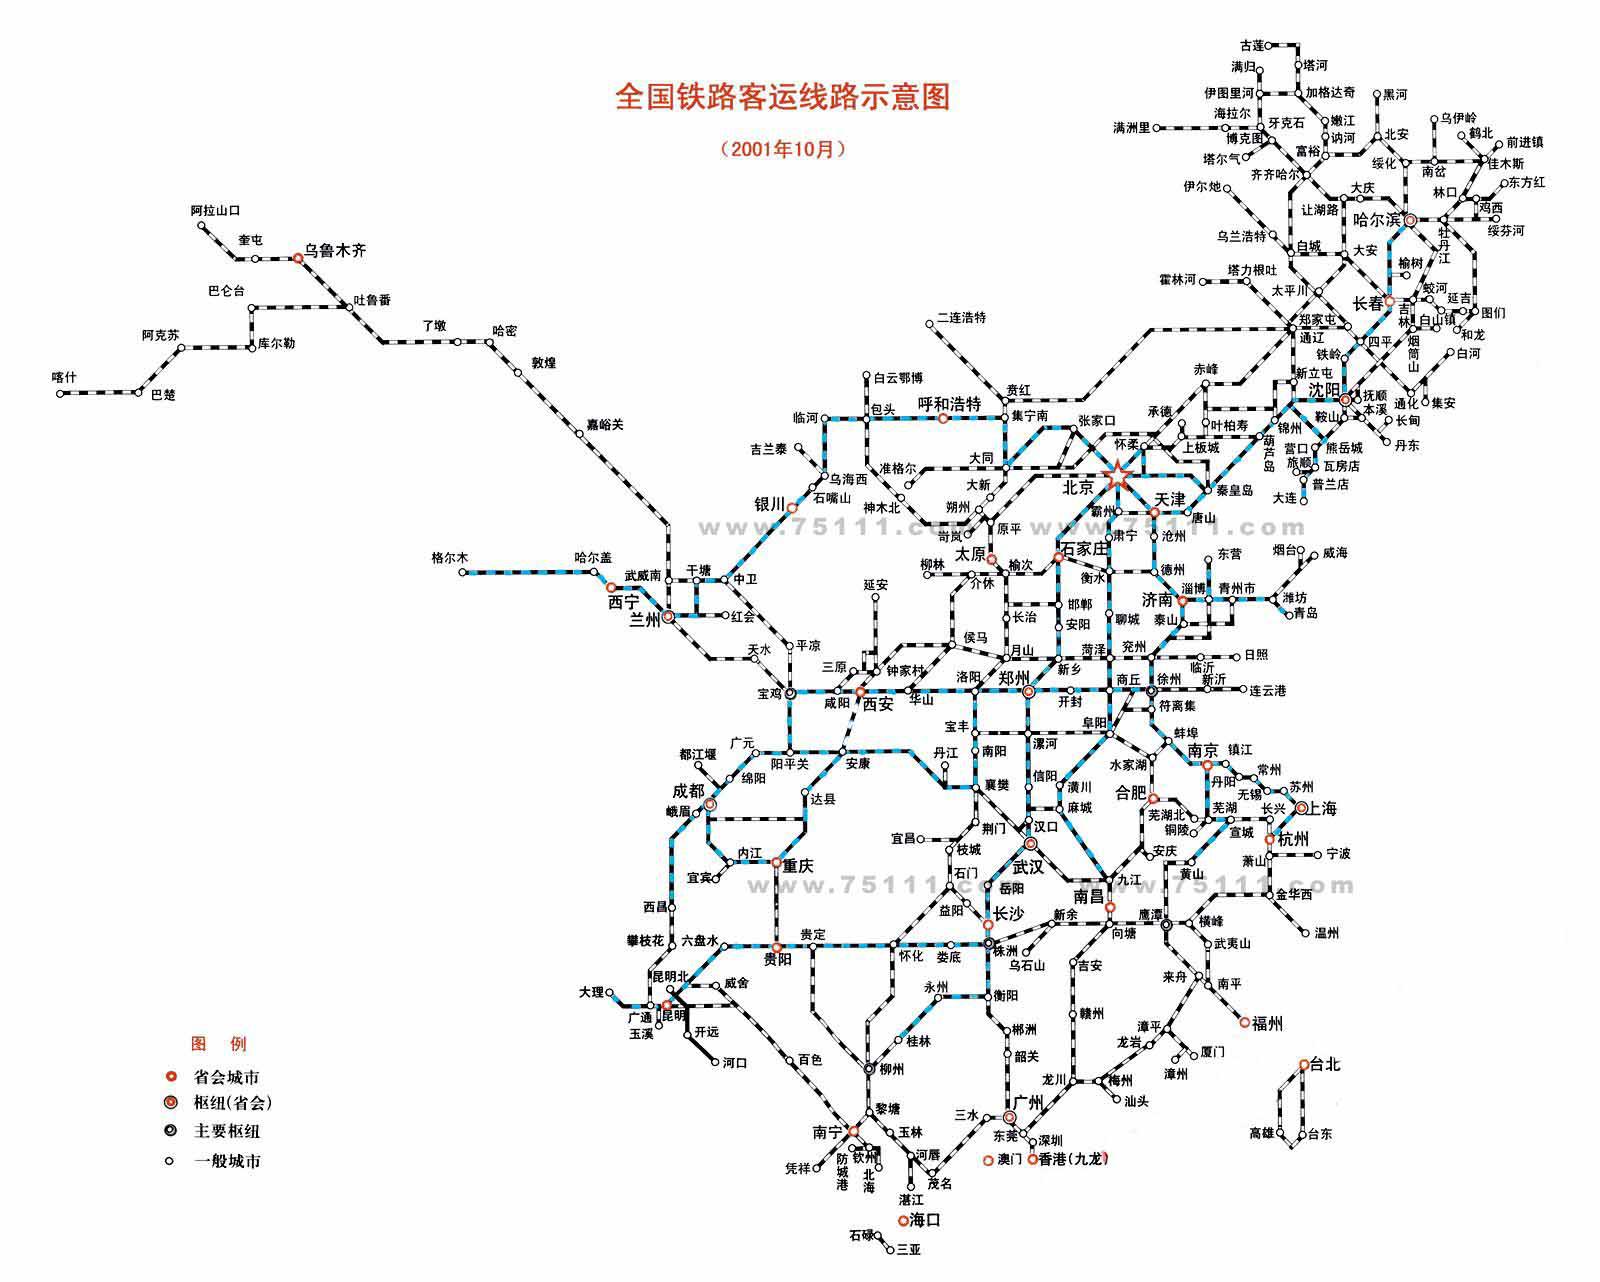 全国铁路客运线路示意图
（2001年10月）
古莲
满归
塔河
伊图里河
加格达奇
黑河
海拉尔
牙克石
嫩江
乌伊岭
鹤北
满洲里
博克图
讷河
北安
前进镇
塔尔气
富裕
绥化
南岔
佳木斯
伊尔施
齐齐哈尔
大庆
林口
东方红
让湖路
哈尔滨
鸡西
绥芬河
牡丹江
阿拉山口
奎屯
乌鲁木齐
乌兰浩特
白城
大安
榆树
塔力根吐
霍林河
太平川
长春
蛟河
延吉
吉林
白山镇
图们
和龙
巴仑台
吐鲁番
二连浩特
郑家屯
通辽
四平
烟筒山
白河
了墩
哈密
阿克苏
库尔勒
铁岭
敦煌
喀什
巴楚
白云鄂博
贲红
赤峰
新立屯
沈阳
抚顺
通化
集安
临河
包头
呼和浩特
集宁南
张家口
承德
叶柏寿
锦州
鞍山
本溪
长甸
丹东
嘉峪关
吉兰泰
怀柔
上板城
葫芦岛
营口
熊岳城
旅顺
瓦房店
普兰店
大连
乌海西
准格尔
大同
石嘴山
大新
北京
天津
秦皇岛
银川
神木北
朔州
霸州
唐山
www.75111.com
www.75111.com
岢岚
原平
肃宁
沧州
格尔木
哈尔盖
太原
石家庄
东营
烟台
威海
武威南
干塘
中卫
柳林
榆次
衡水
德州
西宁
延安
介休
济南
淄博
青州市
潍坊
兰州
红会
长治
邯郸
聊城
泰山
青岛
安阳
天水
平凉
侯马
月山
新乡
菏泽
兖州
临沂
日照
三原
钟家村
宝鸡
咸阳
西安
华山
洛阳
郑州
开封
商丘
徐州
新沂
连云港
符离集
宝丰
漯河
阜阳
蚌埠
广元
都江堰
阳平关
安康
丹江
南阳
水家湖
南京
镇江
绵阳
襄樊
信阳
潢川
丹阳
常州
成都
达县
合肥
无锡
苏州
峨眉
麻城
芜湖北
芜湖
长兴
上海
荆门
汉口
铜陵
宣城
杭州
宜昌
枝城
内江
重庆
武汉
安庆
萧山
宁波
宜宾
石门
岳阳
南昌
九江
黄山
www.75111.com
www.75111.com
金华西
西昌
益阳
长沙
新余
鹰潭
横峰
温州
攀枝花
六盘水
贵定
贵阳
怀化
娄底
株洲
向塘
武夷山
乌石山
昆明北
威舍
永州
衡阳
吉安
来舟
南平
大理
广通
昆明
玉溪
开远
河口
桂林
郴洲
赣州
漳平
福州
韶关
龙岩
厦门
漳州
百色
柳州
龙川
梅州
汕头
台北
高雄
台东
黎塘
三水
广州
南宁
玉林
东莞
深圳
凭祥
防城港
钦州
北海
河唇
茂名
澳门
香港(九龙)
湛江
海口
石碌
三亚
图 例
省会城市
枢纽(省会)
主要枢纽
一般城市